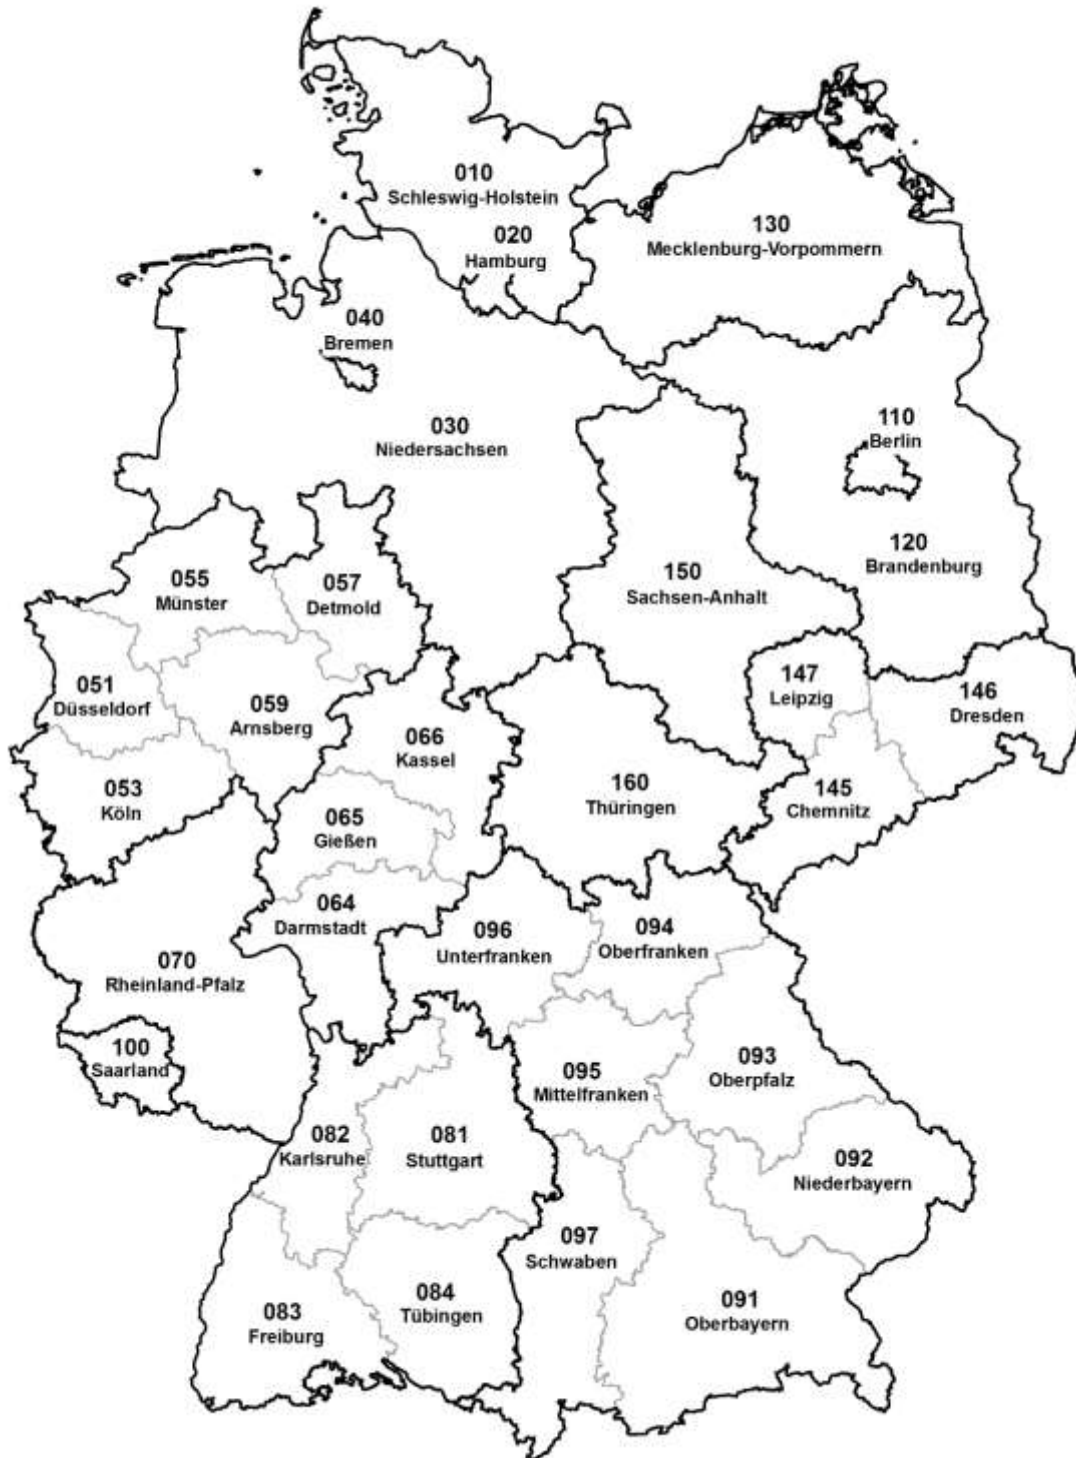 010
Schleswig-Holstein
020
Hamburg
130
Mecklenburg-Vorpommern
040
Bremen
030
Niedersachsen
110
Berlin
120
Brandenburg
150
Sachsen-Anhalt
055
Münster
057
Detmold
051
Düsseldorf
059
Arnsberg
053
Köln
066
Kassel
065
Gießen
064
Darmstadt
147
Leipzig
146
Dresden
145
Chemnitz
160
Thüringen
070
Rheinland-Pfalz
100
Saarland
096
Unterfranken
094
Oberfranken
095
Mittelfranken
093
Oberpfalz
092
Niederbayern
082
Karlsruhe
081
Stuttgart
083
Freiburg
084
Tübingen
097
Schwaben
091
Oberbayern